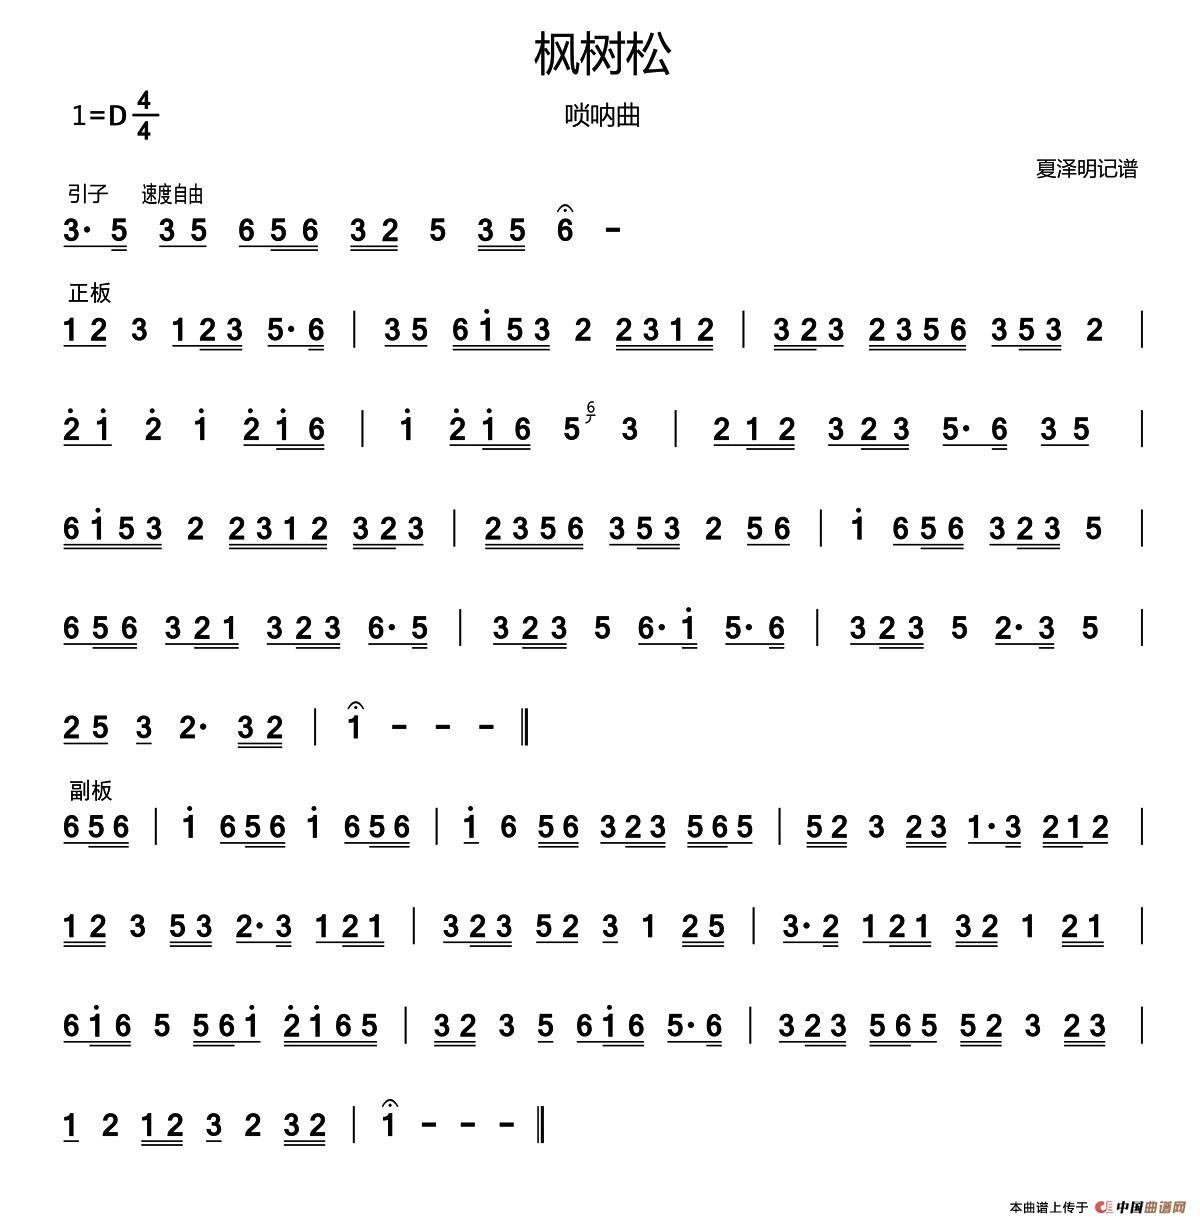 枫树松
1=D 4/4
唢呐曲
夏泽明记谱
引子 速度自由
3· 5 3 5 6 5 6 3 2 5 3 5 6 -
正板
1 2 3 1 2 3 5· 6 | 3 5 6 i 5 3 2 2 3 1 2 | 3 2 3 2 3 5 6 3 5 3 2 |
2̇ i 2̇ i 2̇ i 6 | i 2̇ i 6 5 6 3 | 2 1 2 3 2 3 5· 6 3 5 |
6 i 5 3 2 2 3 1 2 3 2 3 | 2 3 5 6 3 5 3 2 5 6 | i 6 5 6 3 2 3 5 |
6 5 6 3 2 1 3 2 3 6· 5 | 3 2 3 5 6· i 5· 6 | 3 2 3 5 2· 3 5 |
2 5 3 2· 3 2 | 1 - - - ‖
副板
6 5 6 | i 6 5 6 i 6 5 6 | i 6 5 6 3 2 3 5 6 5 | 5 2 3 2 3 1· 3 2 1 2 |
1 2 3 5 3 2· 3 1 2 1 | 3 2 3 5 2 3 1 2 5 | 3· 2 1 2 1 3 2 1 2 1 |
6 i 6 5 5 6 i 2̇ i 6 5 | 3 2 3 5 6 i 6 5· 6 | 3 2 3 5 6 5 5 2 3 2 3 |
1 2 1 2 3 2 3 2 | 1 - - - ‖
本曲谱上传于 中国曲谱网